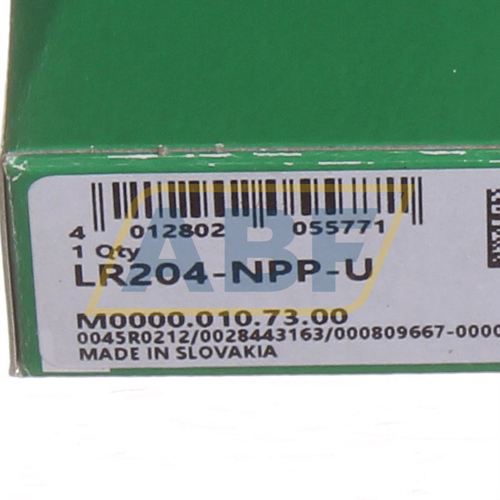 4 012802 055771
1 Qty
LR204-NPP-U
M0000.010.73.00
0045R0212/0028443163/000809667-0000
MADE IN SLOVAKIA
ABF